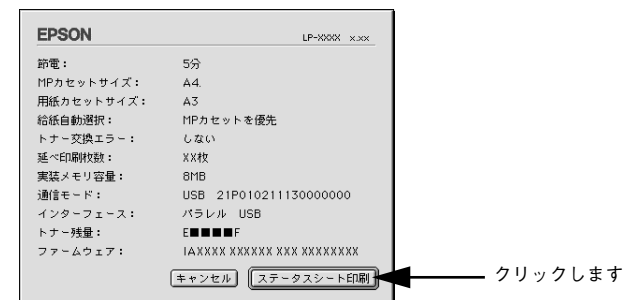 EPSON LP-XXXX x.xx
節電： 5分
MPカセットサイズ： A4.
用紙カセットサイズ： A3
給紙自動選択： MPカセットを優先
トナー交換エラー： しない
延べ印刷枚数： XX枚
実装メモリ容量： 8MB
通信モード： USB 21P010211130000000
インターフェース： パラレル USB
トナー残量： E■■■■F
ファームウェア： IAXXXX XXXXXX XXX XXXXXXXX
キャンセル ステータスシート印刷 クリックします